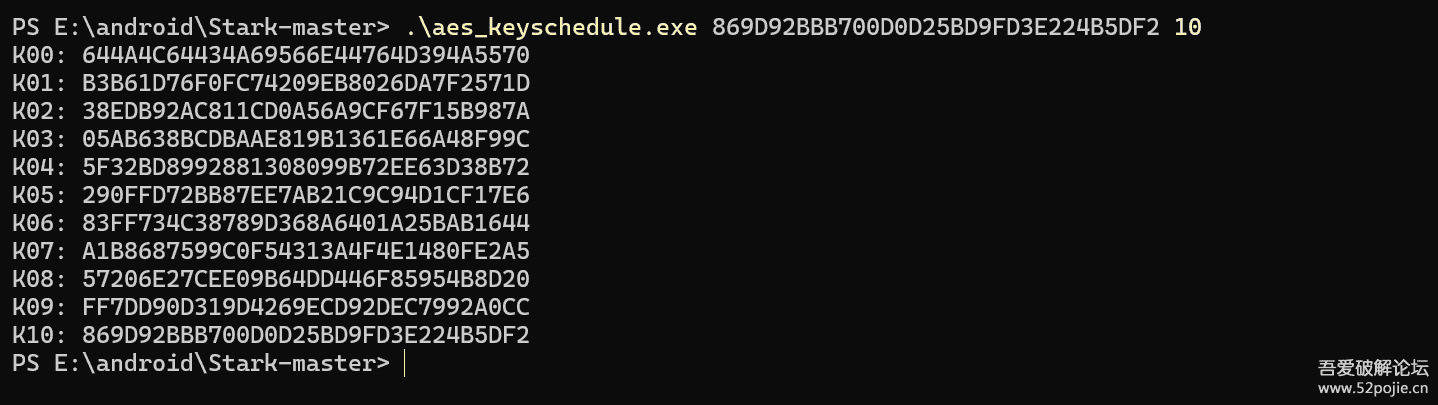 PS E:\android\Stark-master> .\aes_keyschedule.exe 869D92BBB700D0D25BD9FD3E224B5DF2 10
K00: 644A4C64434A69566E44764D394A5570
K01: B3B61D76F0FC74209EB8026DA7F2571D
K02: 38EDB92AC811CD0A56A9CF67F15B987A
K03: 05AB638BCDBAAE819B1361E66A48F99C
K04: 5F32BD8992881308099B72EE63D38B72
K05: 290FFD72BB87EE7AB21C9C94D1CF17E6
K06: 83FF734C38789D368A6401A25BAB1644
K07: A1B8687599C0F54313A4F4E1480FE2A5
K08: 57206E27CEE09B64DD446F85954B8D20
K09: FF7DD90D319D4269ECD92DEC7992A0CC
K10: 869D92BBB700D0D25BD9FD3E224B5DF2
PS E:\android\Stark-master>
吾爱破解论坛
www.52pojie.cn